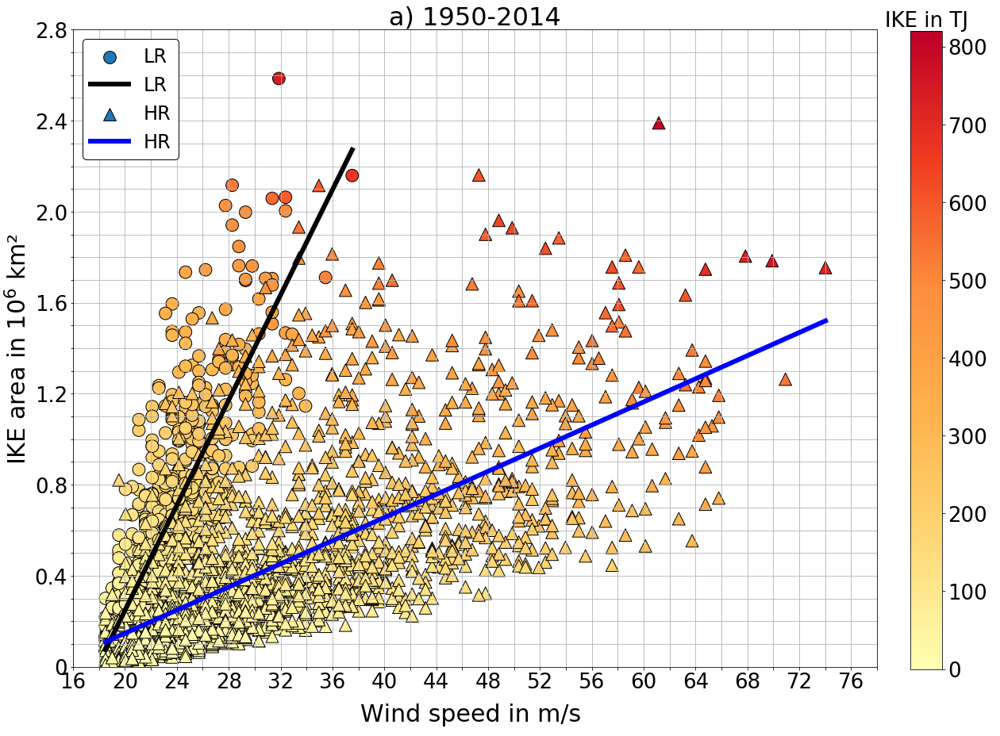 a) 1950-2014
IKE in TJ
LR
LR
HR
HR
2.8
2.4
2.0
1.6
1.2
0.8
0.4
0
IKE area in 10⁶ km²
16 20 24 28 32 36 40 44 48 52 56 60 64 68 72 76
Wind speed in m/s
800
700
600
500
400
300
200
100
0